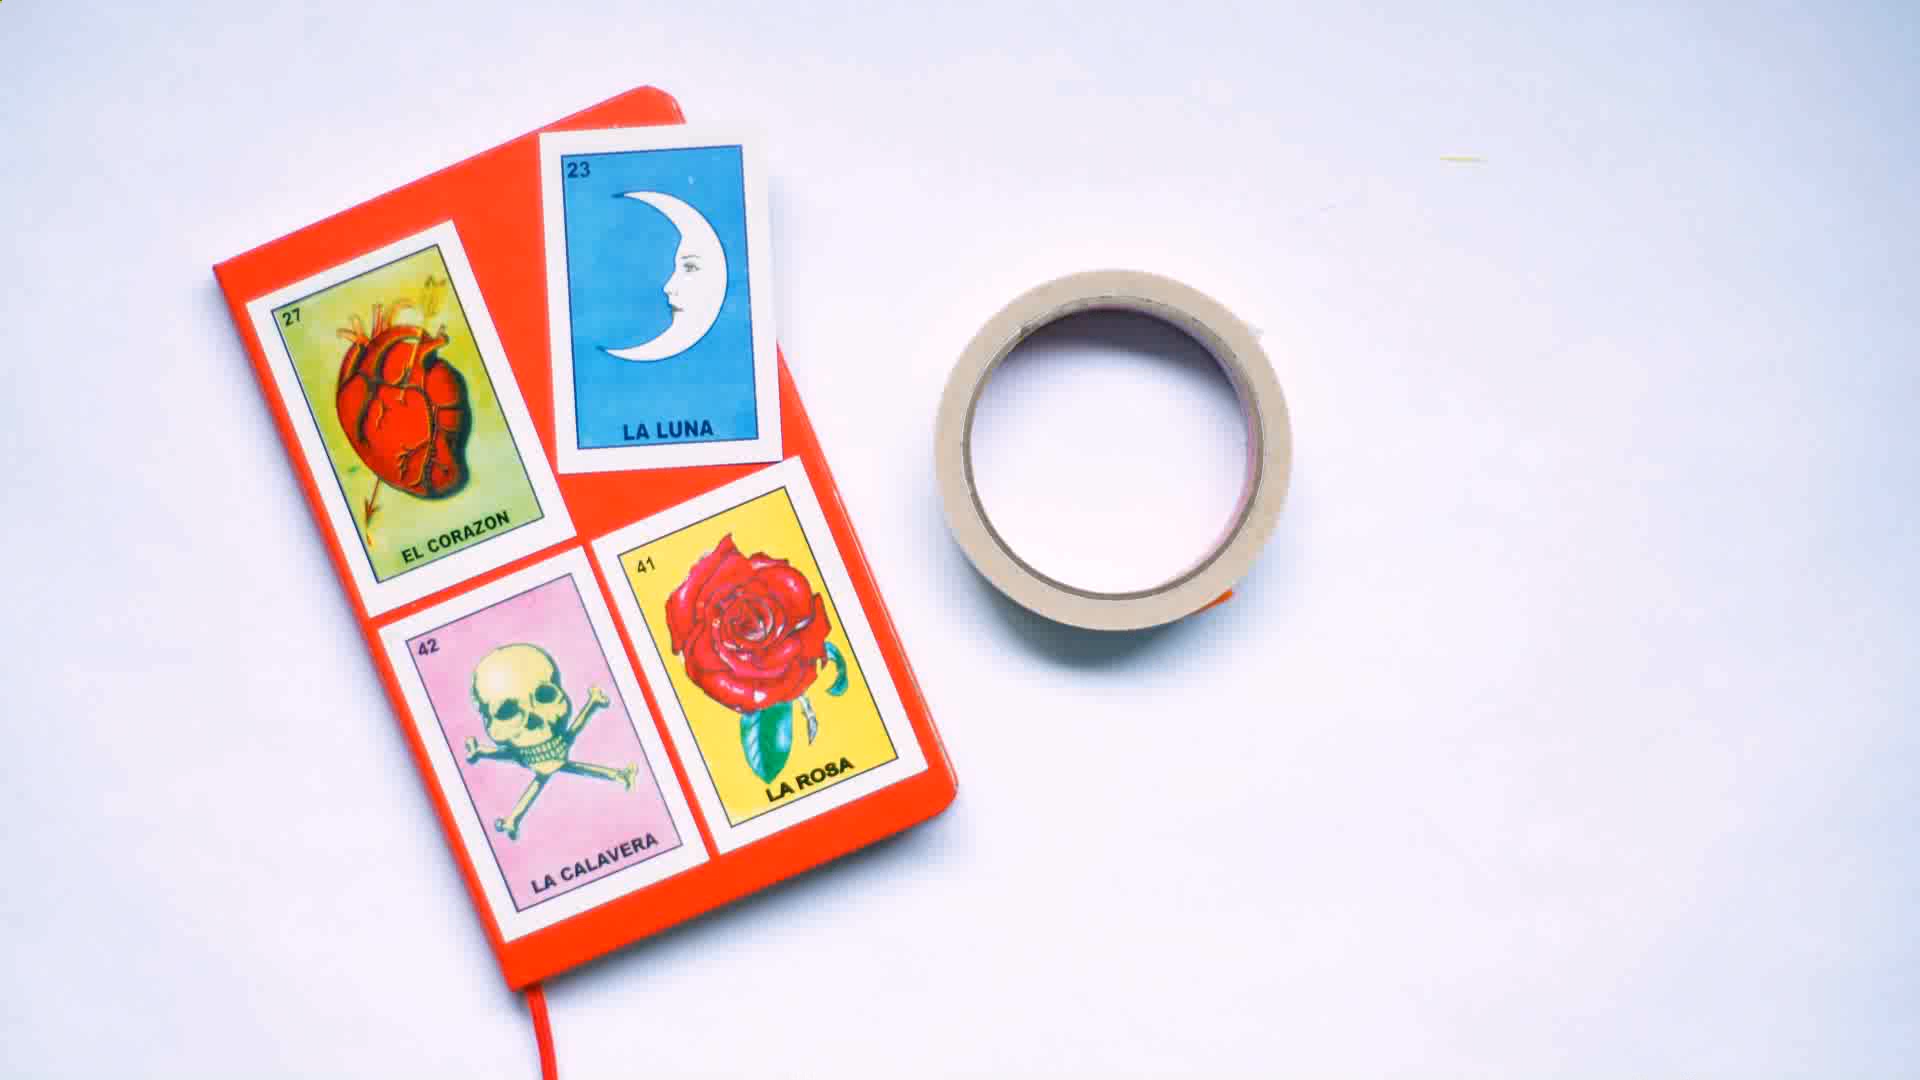 23
LA LUNA
27
EL CORAZON
41
LA ROSA
42
LA CALAVERA